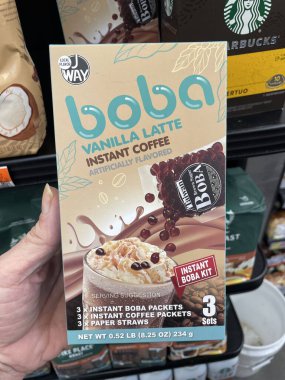 J
WAY
boba
VANILLA LATTE
INSTANT COFFEE
ARTIFICIALLY FLAVORED
BOBA
INSTANT
BOBA KIT
SERVING SUGGESTION
3 x INSTANT BOBA PACKETS
3 x INSTANT COFFEE PACKETS
3 x PAPER STRAWS
3
Sets
NET WT 0.52 LB (8.25 OZ) 234 g
STARBUCKS
VERTUO